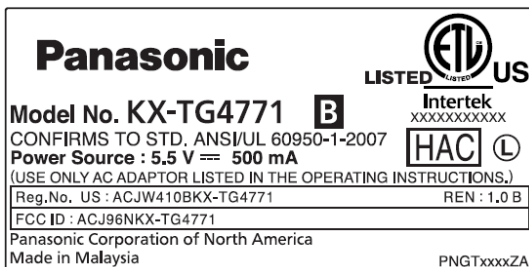 Panasonic
ETL
LISTED
LISTED US
Intertek
XXXXXXXXXXX
Model No. KX-TG4771 B
CONFIRMS TO STD. ANSI/UL 60950-1-2007
HAC L
Power Source : 5.5 V ⎓ 500 mA
(USE ONLY AC ADAPTOR LISTED IN THE OPERATING INSTRUCTIONS.)
Reg.No. US : ACJW410BKX-TG4771 REN : 1.0 B
FCC ID : ACJ96NKX-TG4771
Panasonic Corporation of North America
Made in Malaysia PNGTxxxxZA